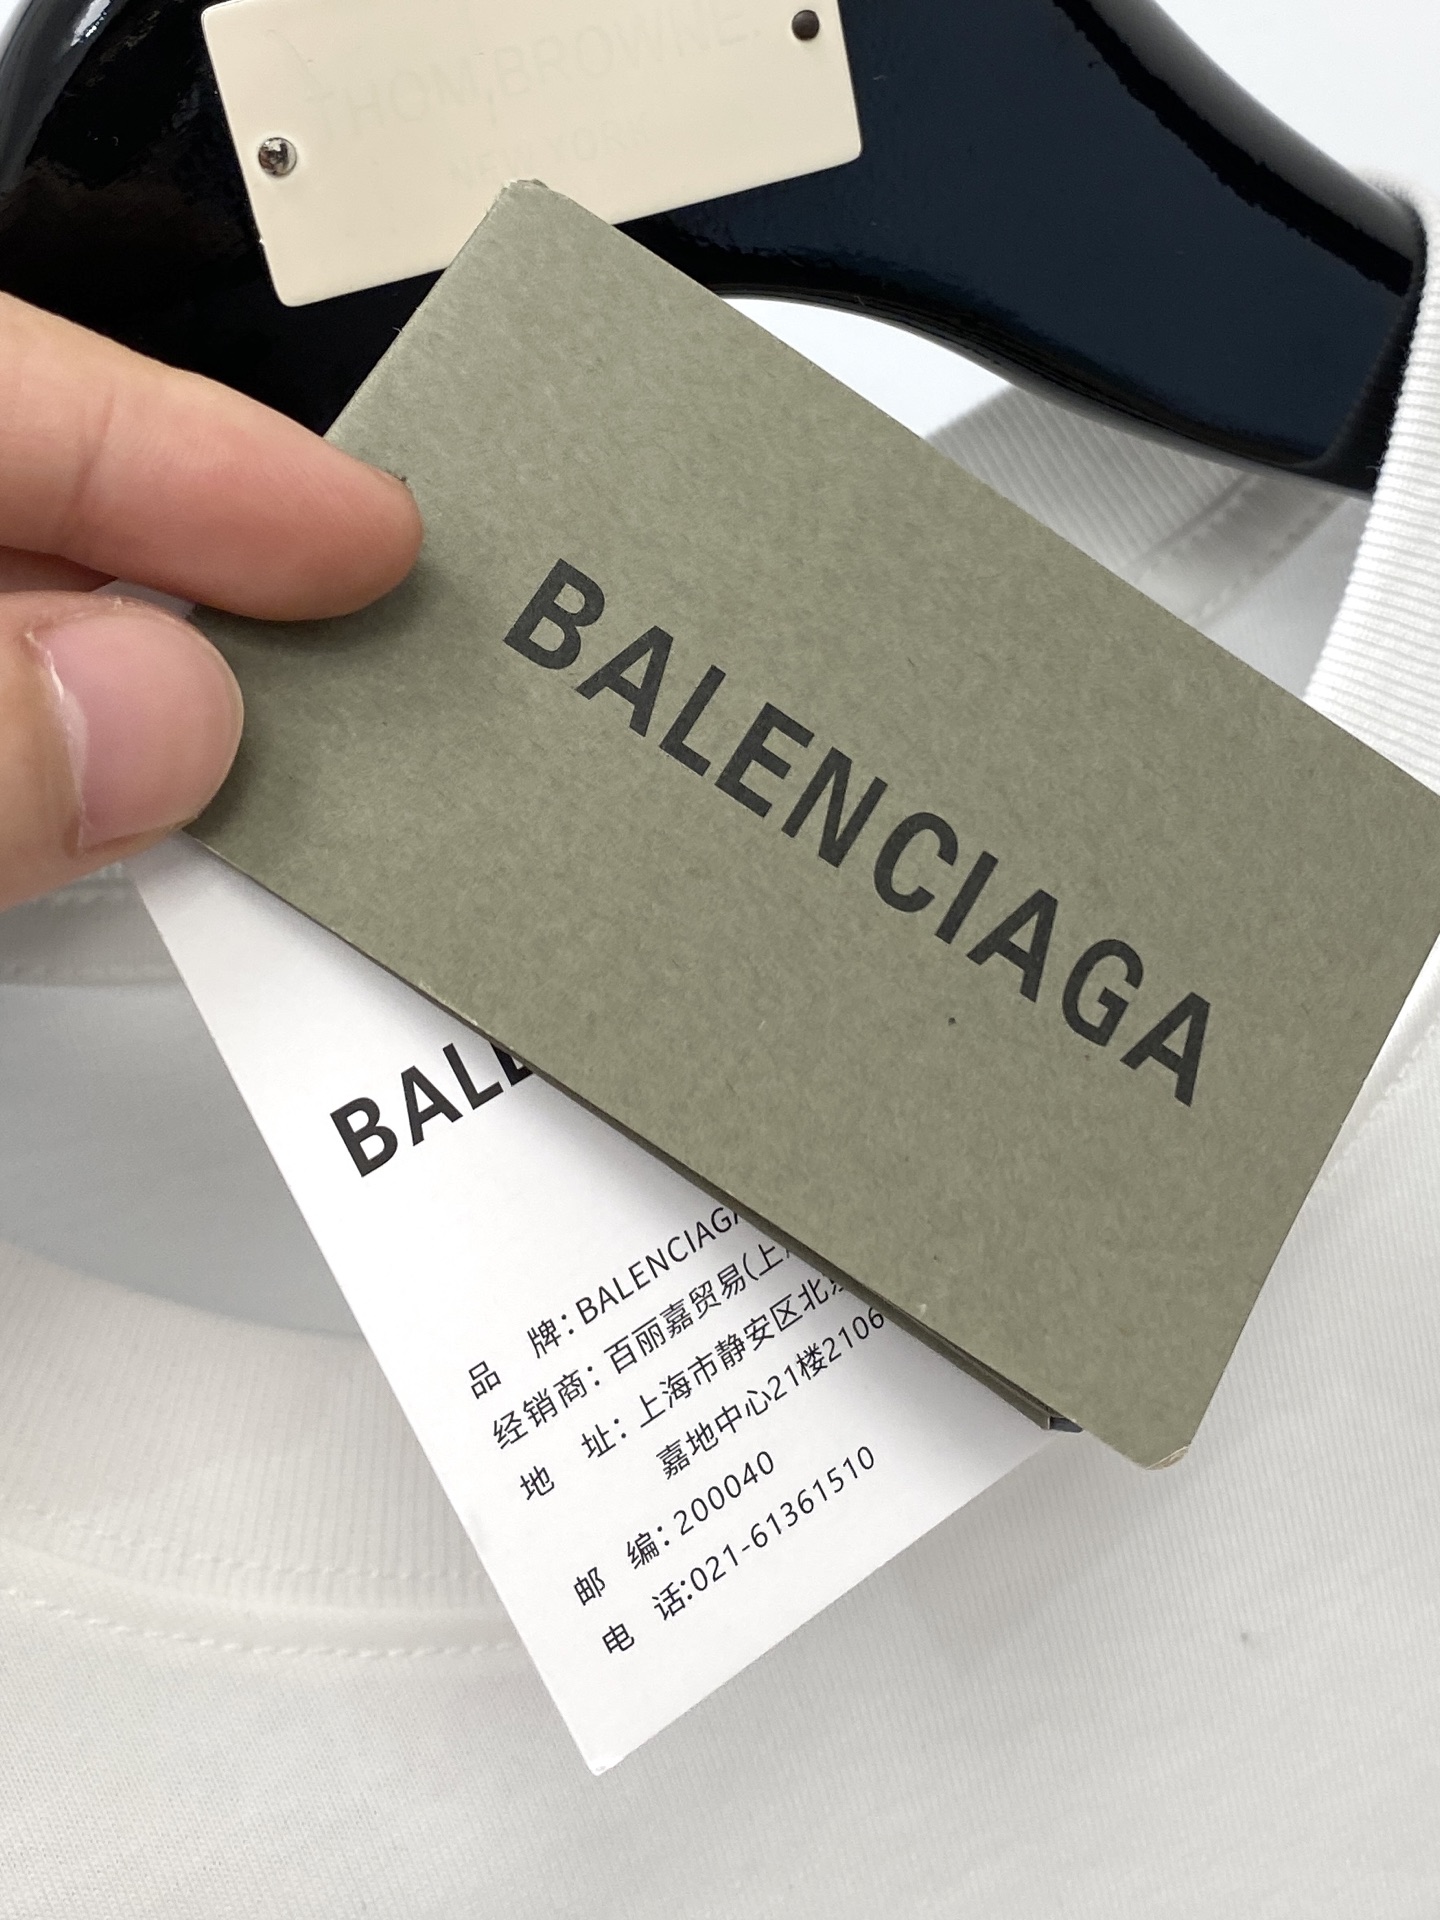 THOM BROWNE.
NEW YORK
BALENCIAGA
BALE
品 牌：BALENCIAGA
经销商：百丽嘉贸易(上
地 址：上海市静安区北
嘉地中心21楼2106
邮 编：200040
电 话:021-61361510